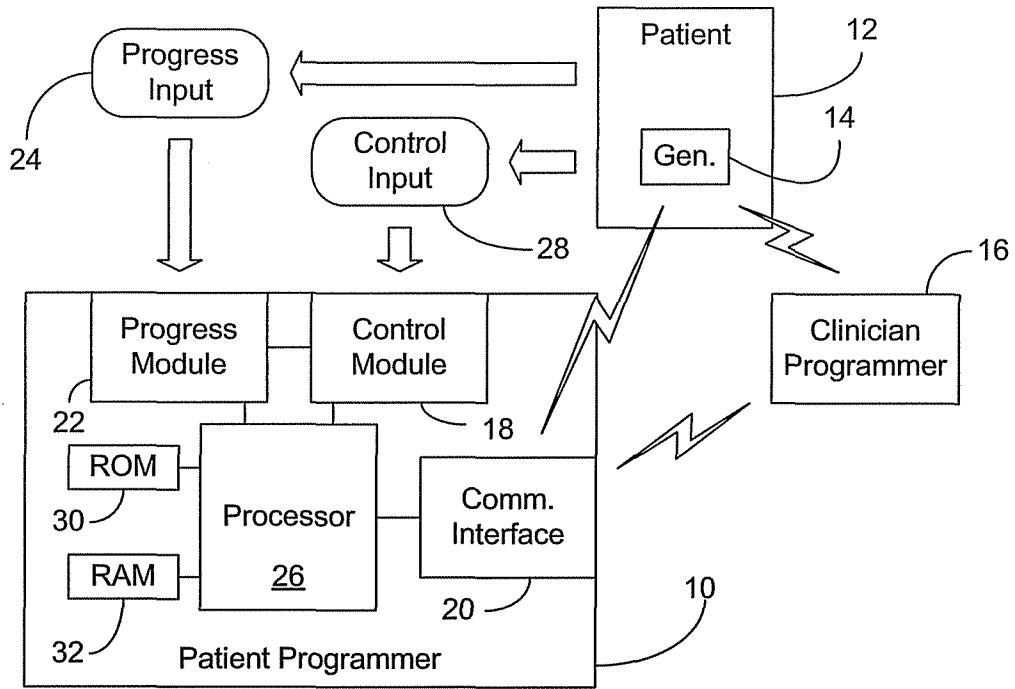 Progress
Input
24
Control
Input
28
Patient
12
Gen.
14
16
Clinician
Programmer
Progress
Module
22
Control
Module
18
ROM
30
RAM
32
Processor
26
Comm.
Interface
20
10
Patient Programmer